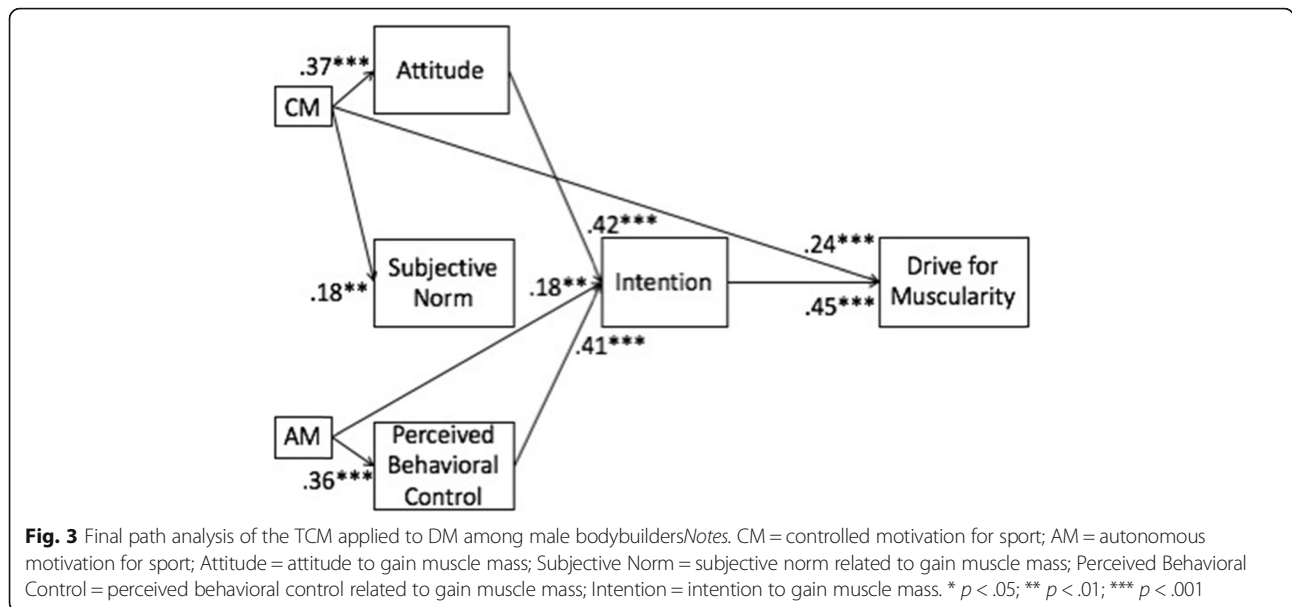 .37***
Attitude
CM
.42***
.24***
.18**
Subjective
Norm
.18**
Intention
Drive for
Muscularity
.45***
.41***
AM
Perceived
Behavioral
Control
.36***
Fig. 3 Final path analysis of the TCM applied to DM among male bodybuildersNotes. CM = controlled motivation for sport; AM = autonomous
motivation for sport; Attitude = attitude to gain muscle mass; Subjective Norm = subjective norm related to gain muscle mass; Perceived Behavioral
Control = perceived behavioral control related to gain muscle mass; Intention = intention to gain muscle mass. * p < .05; ** p < .01; *** p < .001